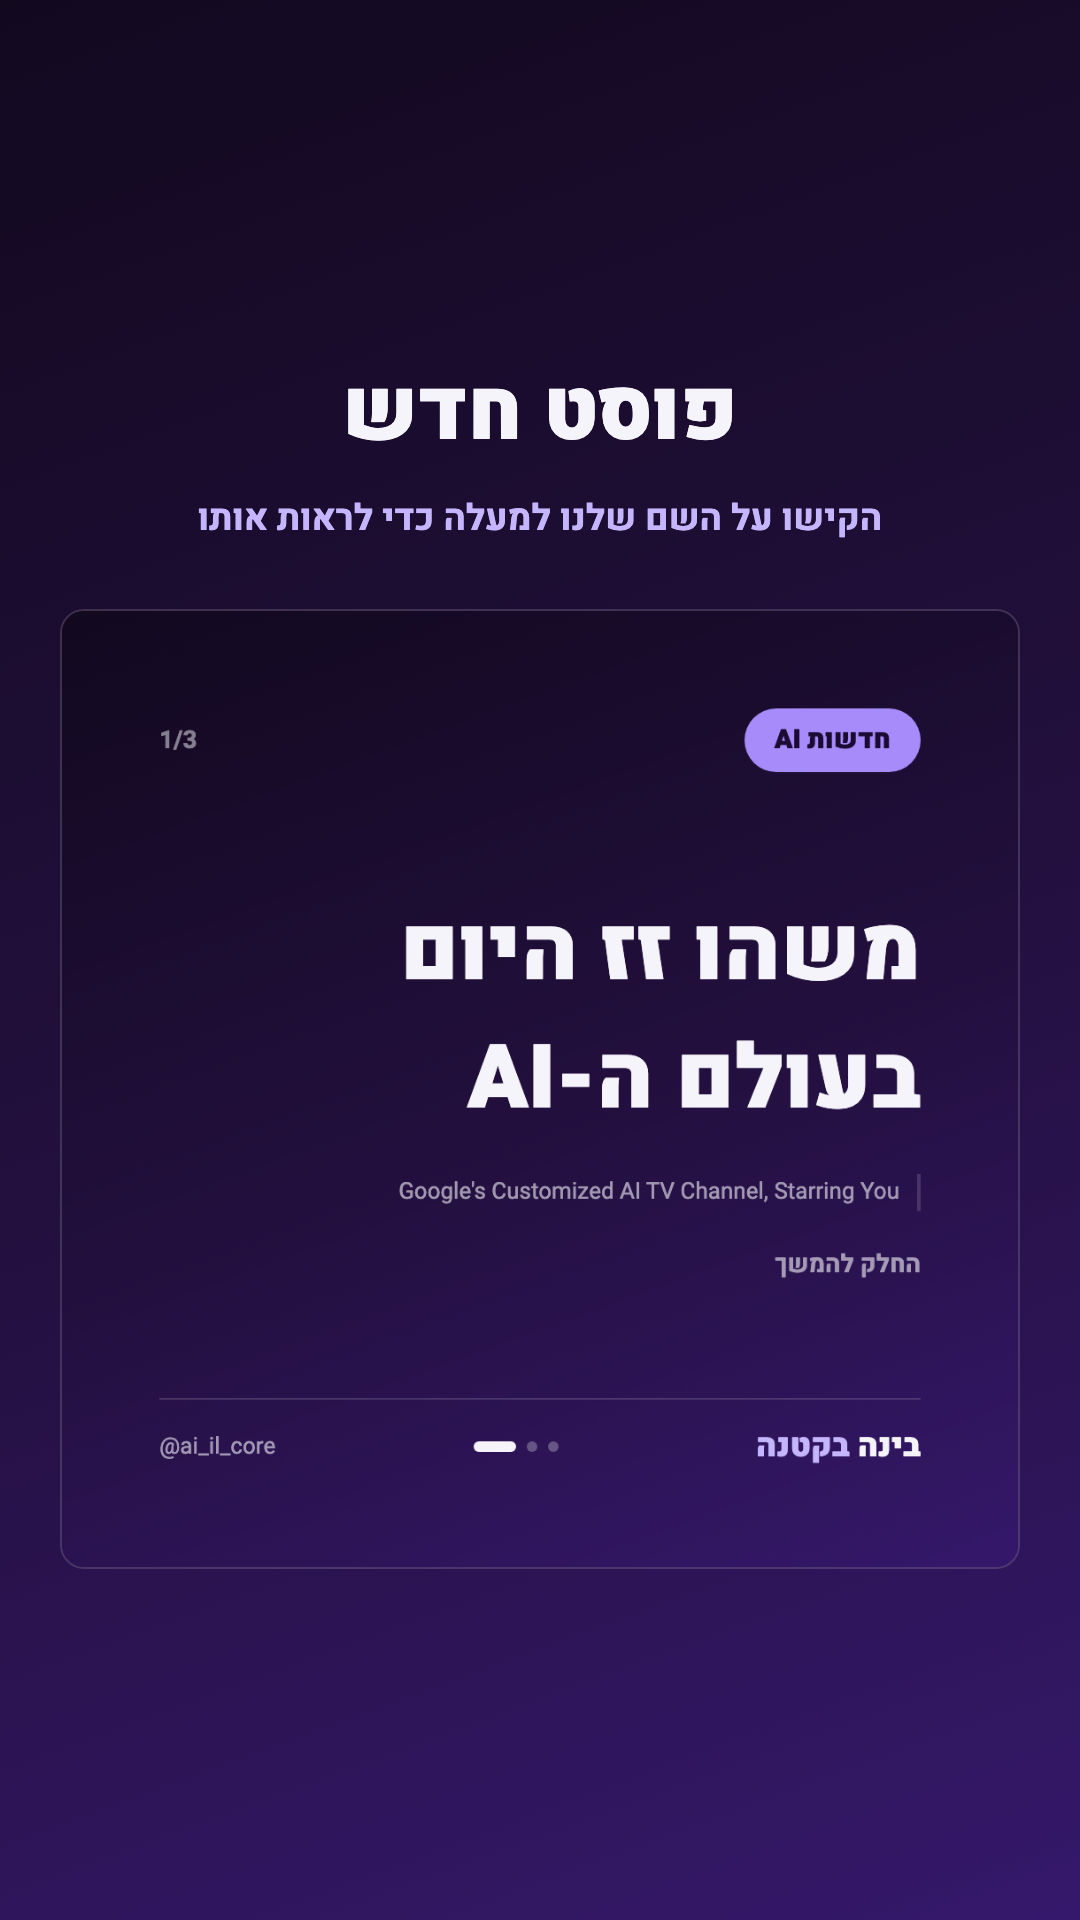 פוסט חדש
הקישו על השם שלנו למעלה כדי לראות אותו
חדשות AI
1/3
משהו זז היום
בעולם ה-AI
Google's Customized AI TV Channel, Starring You
החלק להמשך
בינה בקטנה
@ai_il_core